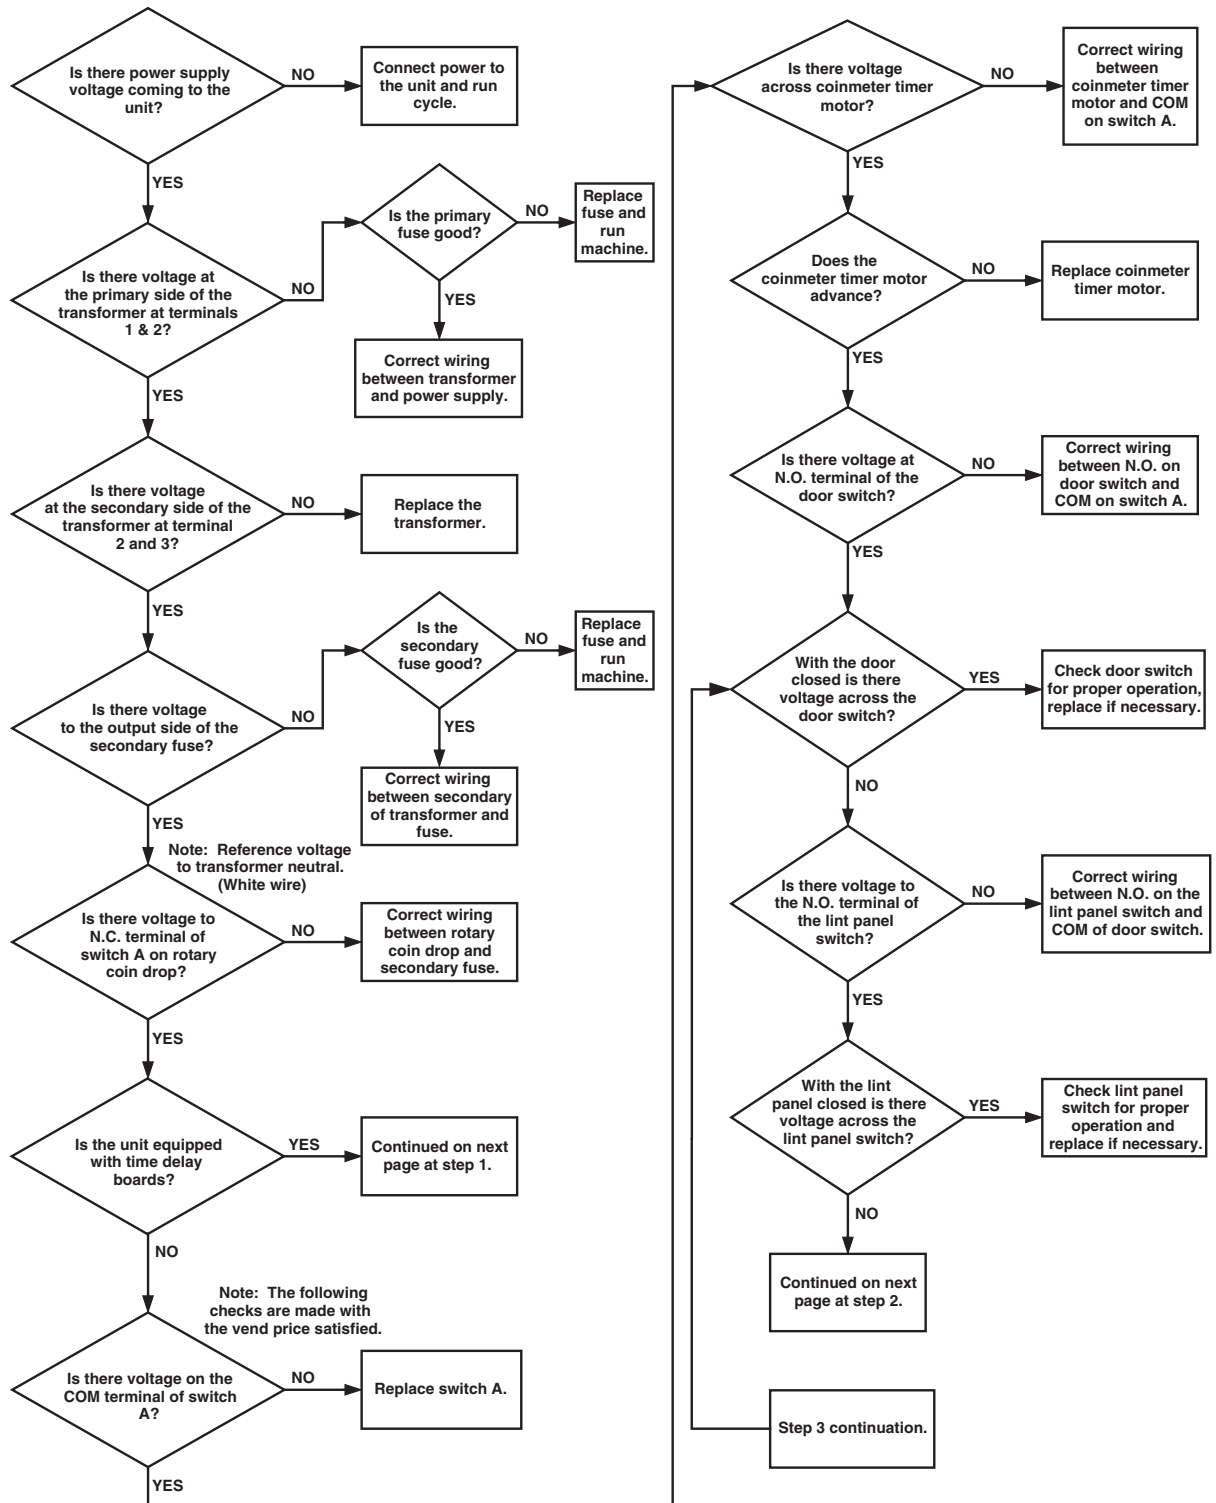 Is there power supply
voltage coming to the
unit?
NO
Connect power to
the unit and run
cycle.
YES
Is there voltage at
the primary side of the
transformer at terminals
1 & 2?
NO
Is the primary
fuse good?
NO
Replace
fuse and
run
machine.
YES
Correct wiring
between transformer
and power supply.
YES
Is there voltage
at the secondary side of the
transformer at terminal
2 and 3?
NO
Replace the
transformer.
YES
Is there voltage
to the output side of the
secondary fuse?
NO
Is the
secondary
fuse good?
NO
Replace
fuse and
run
machine.
YES
Correct wiring
between secondary
of transformer and
fuse.
YES
Note: Reference voltage
to transformer neutral.
(White wire)
Is there voltage to
N.C. terminal of
switch A on rotary
coin drop?
NO
Correct wiring
between rotary
coin drop and
secondary fuse.
YES
Is the unit equipped
with time delay
boards?
YES
Continued on next
page at step 1.
NO
Note: The following
checks are made with
the vend price satisfied.
Is there voltage on the
COM terminal of switch
A?
NO
Replace switch A.
YES
Is there voltage
across coinmeter timer
motor?
NO
Correct wiring
between
coinmeter timer
motor and COM
on switch A.
YES
Does the
coinmeter timer motor
advance?
NO
Replace coinmeter
timer motor.
YES
Is there voltage at
N.O. terminal of the
door switch?
NO
Correct wiring
between N.O. on
door switch and
COM on switch A.
YES
With the door
closed is there
voltage across the
door switch?
YES
Check door switch
for proper operation,
replace if necessary.
NO
Is there voltage to
the N.O. terminal of
the lint panel
switch?
NO
Correct wiring
between N.O. on the
lint panel switch and
COM of door switch.
YES
With the lint
panel closed is there
voltage across the
lint panel switch?
YES
Check lint panel
switch for proper
operation and
replace if necessary.
NO
Continued on next
page at step 2.
Step 3 continuation.